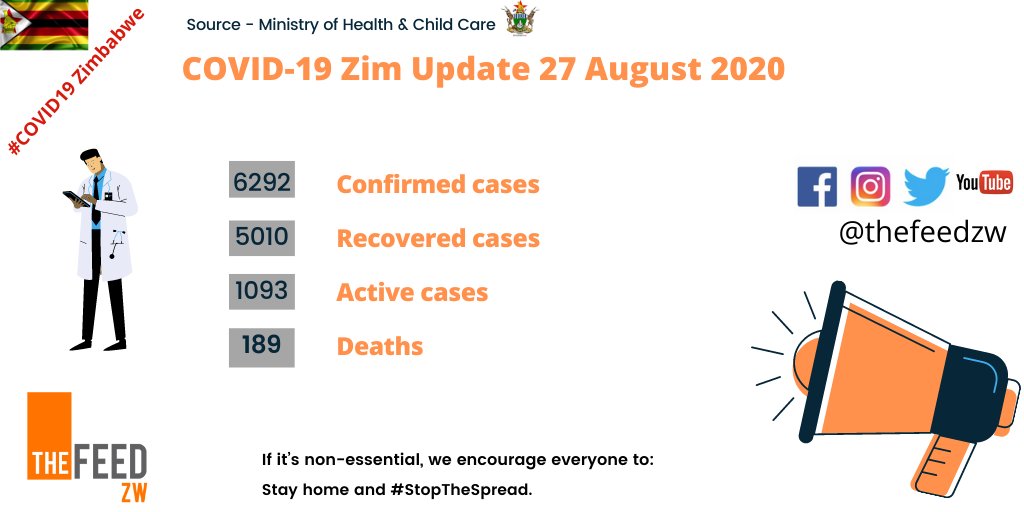 #COVID19 Zimbabwe
Source - Ministry of Health & Child Care
COVID-19 Zim Update 27 August 2020
6292 Confirmed cases
5010 Recovered cases
1093 Active cases
189 Deaths
You Tube
@thefeedzw
THE FEED
ZW
If it's non-essential, we encourage everyone to:
Stay home and #StopTheSpread.